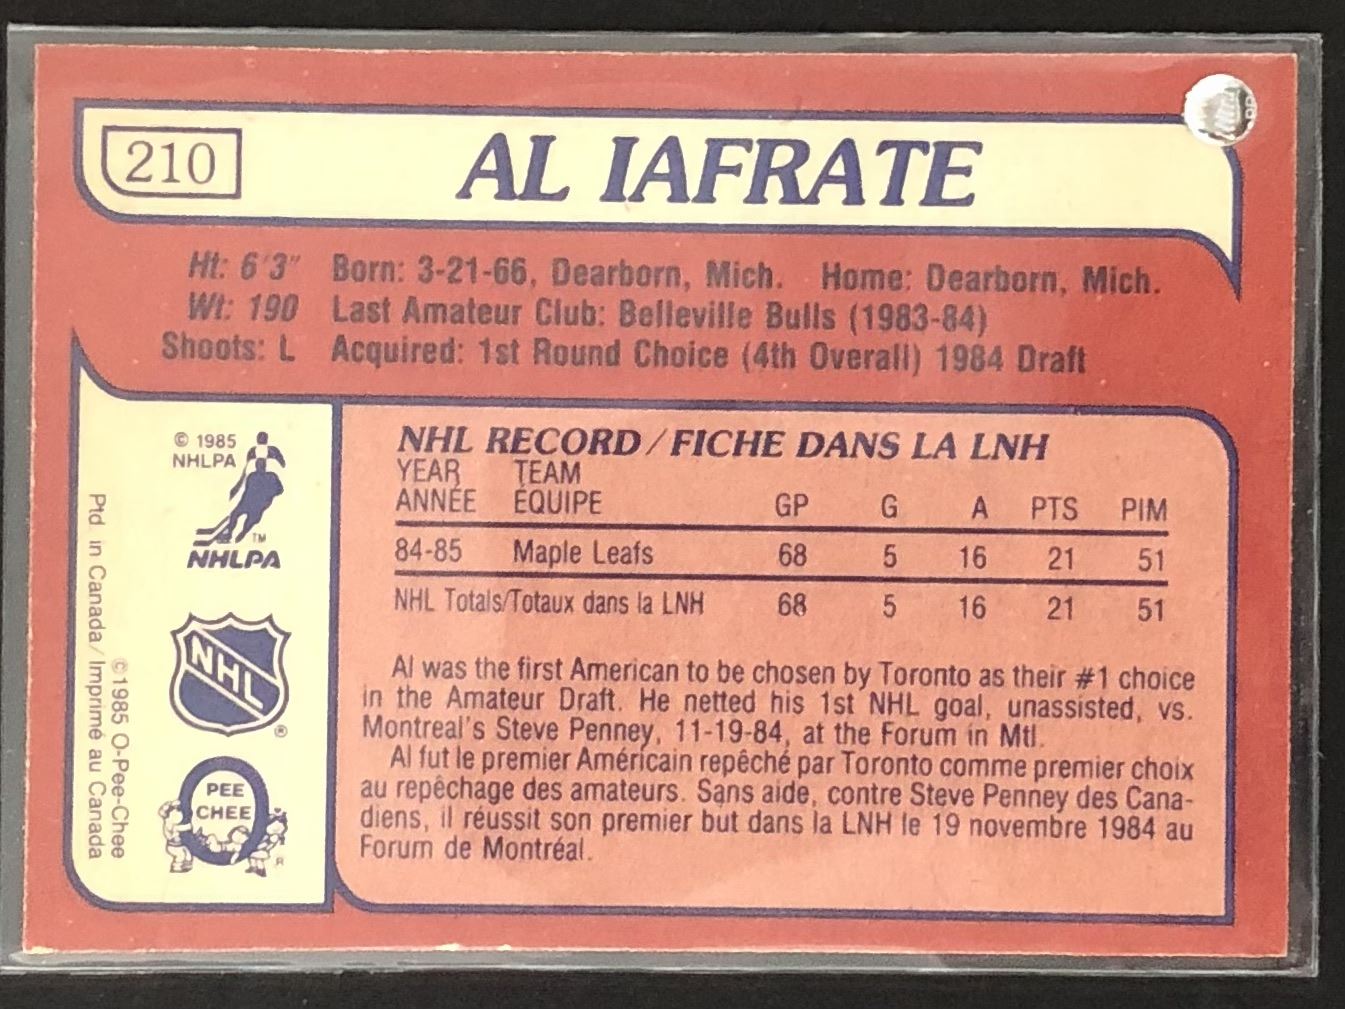 210
AL IAFRATE
Ht: 6'3" Born: 3-21-66, Dearborn, Mich. Home: Dearborn, Mich.
Wt: 190 Last Amateur Club: Belleville Bulls (1983-84)
Shoots: L Acquired: 1st Round Choice (4th Overall) 1984 Draft
© 1985
NHLPA
TM
NHLPA
NHL
®
PEE
CHEE
R
© 1985 O-Pee-Chee
Ptd. in Canada/Imprimé au Canada
NHL RECORD/FICHE DANS LA LNH
YEAR TEAM
ANNÉE ÉQUIPE GP G A PTS PIM
84-85 Maple Leafs 68 5 16 21 51
NHL Totals/Totaux dans la LNH 68 5 16 21 51
Al was the first American to be chosen by Toronto as their #1 choice
in the Amateur Draft. He netted his 1st NHL goal, unassisted, vs.
Montreal's Steve Penney, 11-19-84, at the Forum in Mtl.
Al fut le premier Américain repêché par Toronto comme premier choix
au repêchage des amateurs. Sans aide, contre Steve Penney des Cana-
diens, il réussit son premier but dans la LNH le 19 novembre 1984 au
Forum de Montréal.